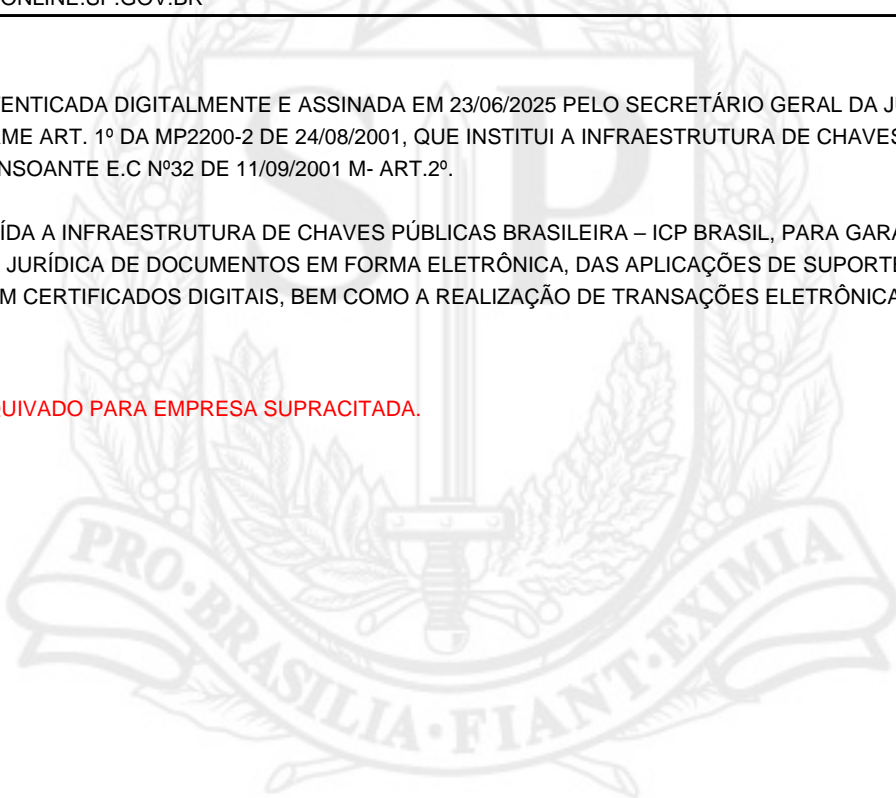 ONLINE.SP.GOV.BR
ENTICADA DIGITALMENTE E ASSINADA EM 23/06/2025 PELO SECRETÁRIO GERAL DA J
ME ART. 1º DA MP2200-2 DE 24/08/2001, QUE INSTITUI A INFRAESTRUTURA DE CHAVES
NSOANTE E.C Nº32 DE 11/09/2001 M- ART.2º.
ÍDA A INFRAESTRUTURA DE CHAVES PÚBLICAS BRASILEIRA – ICP BRASIL, PARA GARA
JURÍDICA DE DOCUMENTOS EM FORMA ELETRÔNICA, DAS APLICAÇÕES DE SUPORTE
M CERTIFICADOS DIGITAIS, BEM COMO A REALIZAÇÃO DE TRANSAÇÕES ELETRÔNICA
UIVADO PARA EMPRESA SUPRACITADA.
SP
PRO·BRASILIA·FIANT·EXIMIA